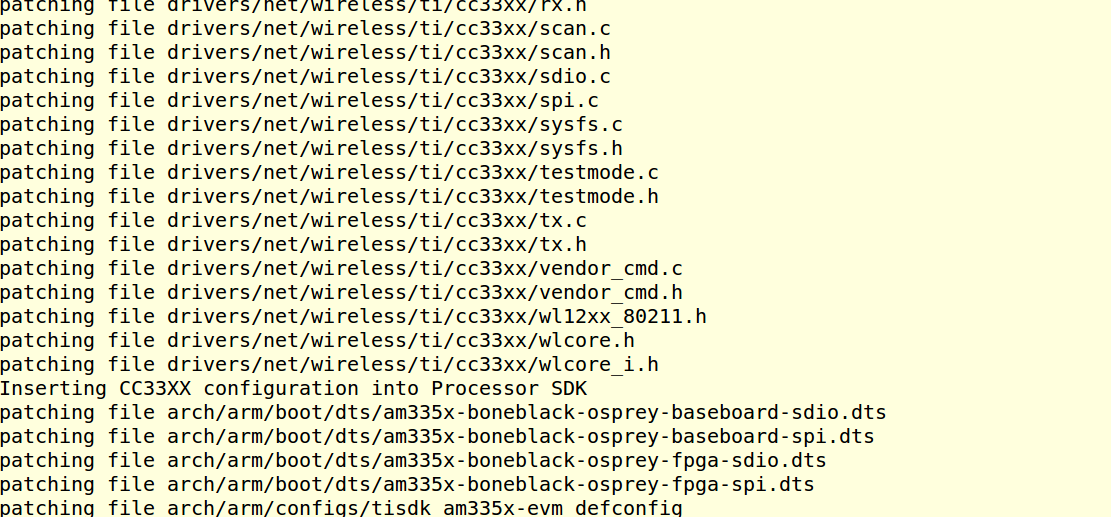 patching file drivers/net/wireless/ti/cc33xx/rx.h
patching file drivers/net/wireless/ti/cc33xx/scan.c
patching file drivers/net/wireless/ti/cc33xx/scan.h
patching file drivers/net/wireless/ti/cc33xx/sdio.c
patching file drivers/net/wireless/ti/cc33xx/spi.c
patching file drivers/net/wireless/ti/cc33xx/sysfs.c
patching file drivers/net/wireless/ti/cc33xx/sysfs.h
patching file drivers/net/wireless/ti/cc33xx/testmode.c
patching file drivers/net/wireless/ti/cc33xx/testmode.h
patching file drivers/net/wireless/ti/cc33xx/tx.c
patching file drivers/net/wireless/ti/cc33xx/tx.h
patching file drivers/net/wireless/ti/cc33xx/vendor_cmd.c
patching file drivers/net/wireless/ti/cc33xx/vendor_cmd.h
patching file drivers/net/wireless/ti/cc33xx/wl12xx_80211.h
patching file drivers/net/wireless/ti/cc33xx/wlcore.h
patching file drivers/net/wireless/ti/cc33xx/wlcore_i.h
Inserting CC33XX configuration into Processor SDK
patching file arch/arm/boot/dts/am335x-boneblack-osprey-baseboard-sdio.dts
patching file arch/arm/boot/dts/am335x-boneblack-osprey-baseboard-spi.dts
patching file arch/arm/boot/dts/am335x-boneblack-osprey-fpga-sdio.dts
patching file arch/arm/boot/dts/am335x-boneblack-osprey-fpga-spi.dts
patching file arch/arm/configs/tisdk_am335x-evm_defconfig